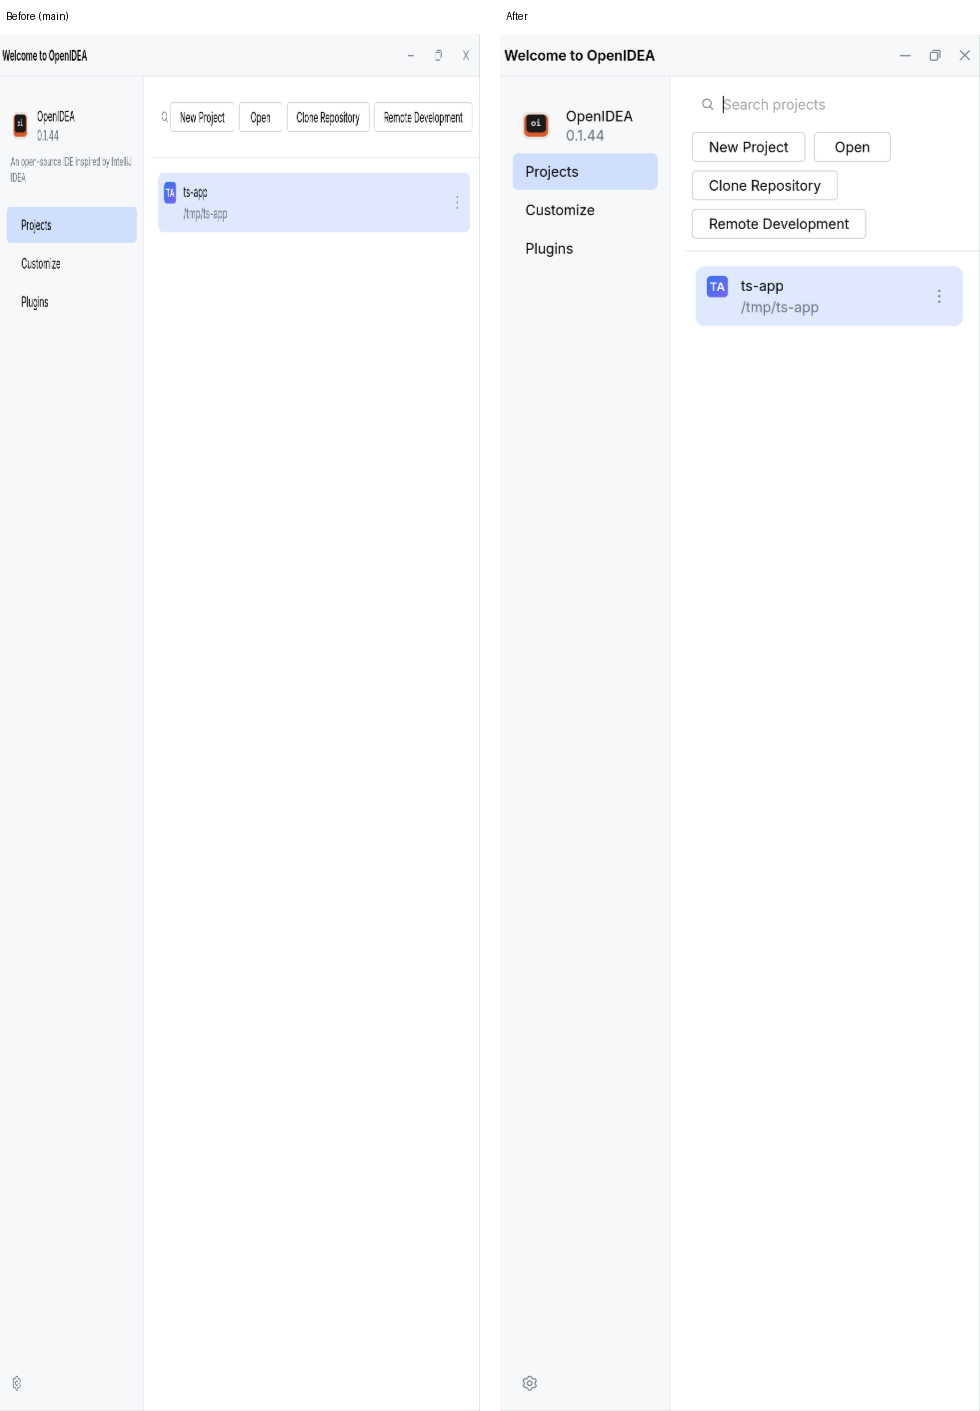 Before (main)
Welcome to OpenIDEA
OpenIDEA
0.1.44
An open-source IDE inspired by IntelliJ
IDEA
Projects
Customize
Plugins
New Project
Open
Clone Repository
Remote Development
TA
ts-app
/tmp/ts-app
After
Welcome to OpenIDEA
oi
OpenIDEA
0.1.44
Projects
Customize
Plugins
Search projects
New Project
Open
Clone Repository
Remote Development
TA
ts-app
/tmp/ts-app